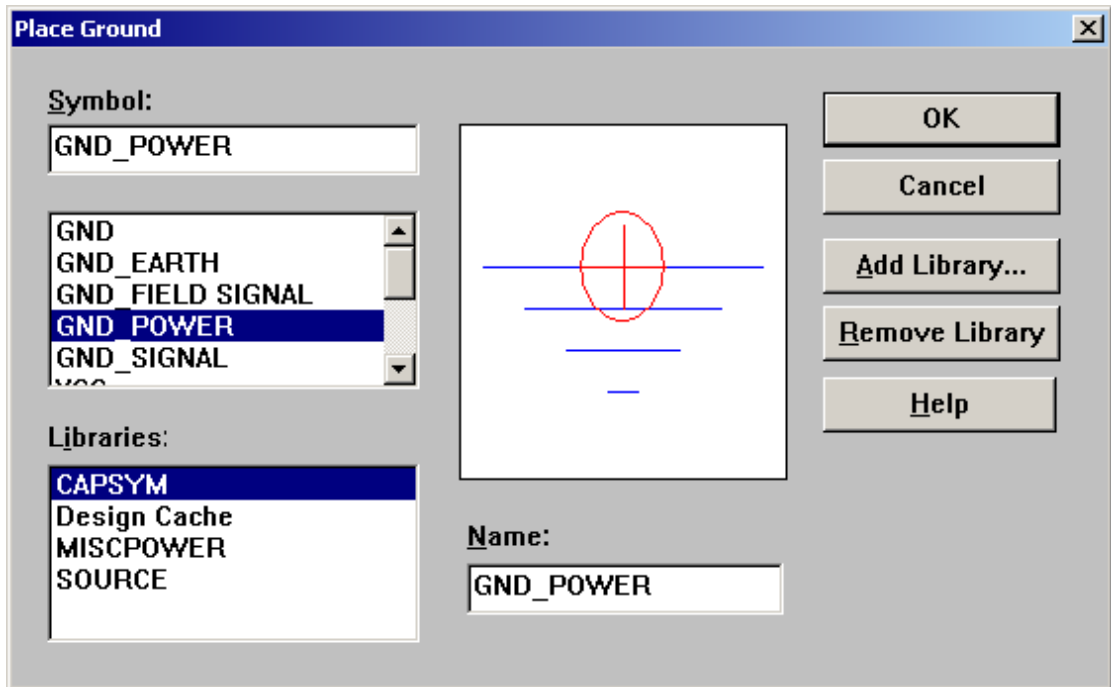 Place Ground
Symbol:
GND_POWER
GND
GND_EARTH
GND_FIELD SIGNAL
GND_POWER
GND_SIGNAL
Libraries:
CAPSYM
Design Cache
MISCPOWER
SOURCE
Name:
GND_POWER
OK
Cancel
Add Library...
Remove Library
Help